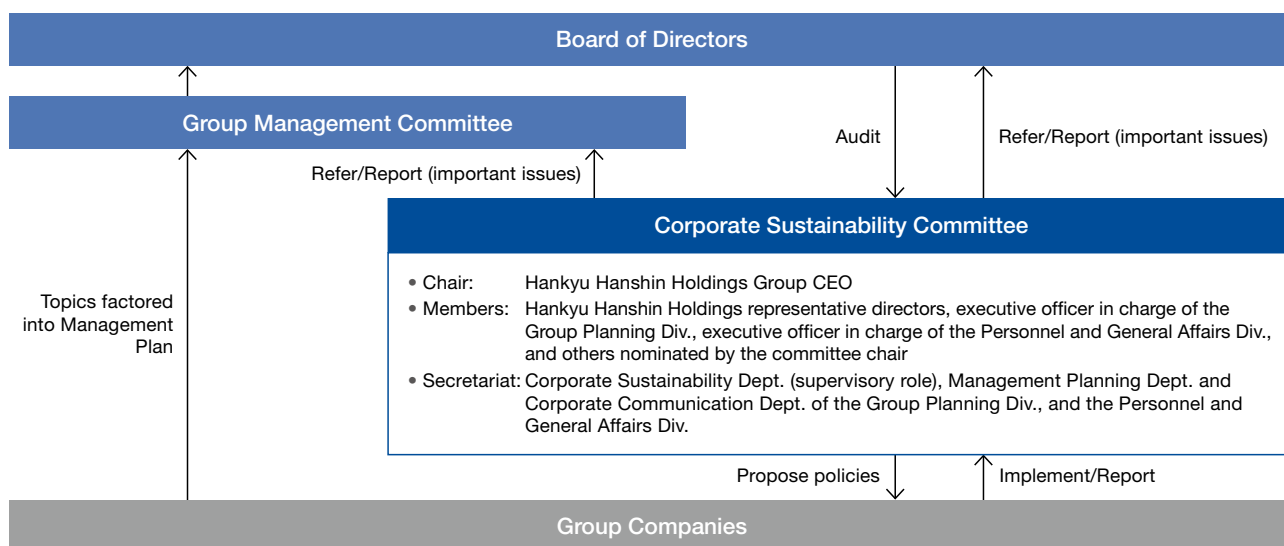 Board of Directors
Group Management Committee
Audit
Refer/Report (important issues)
Refer/Report (important issues)
Corporate Sustainability Committee
• Chair: Hankyu Hanshin Holdings Group CEO
• Members: Hankyu Hanshin Holdings representative directors, executive officer in charge of the
Group Planning Div., executive officer in charge of the Personnel and General Affairs Div.,
and others nominated by the committee chair
• Secretariat: Corporate Sustainability Dept. (supervisory role), Management Planning Dept. and
Corporate Communication Dept. of the Group Planning Div., and the Personnel and
General Affairs Div.
Topics factored
into Management
Plan
Propose policies
Implement/Report
Group Companies